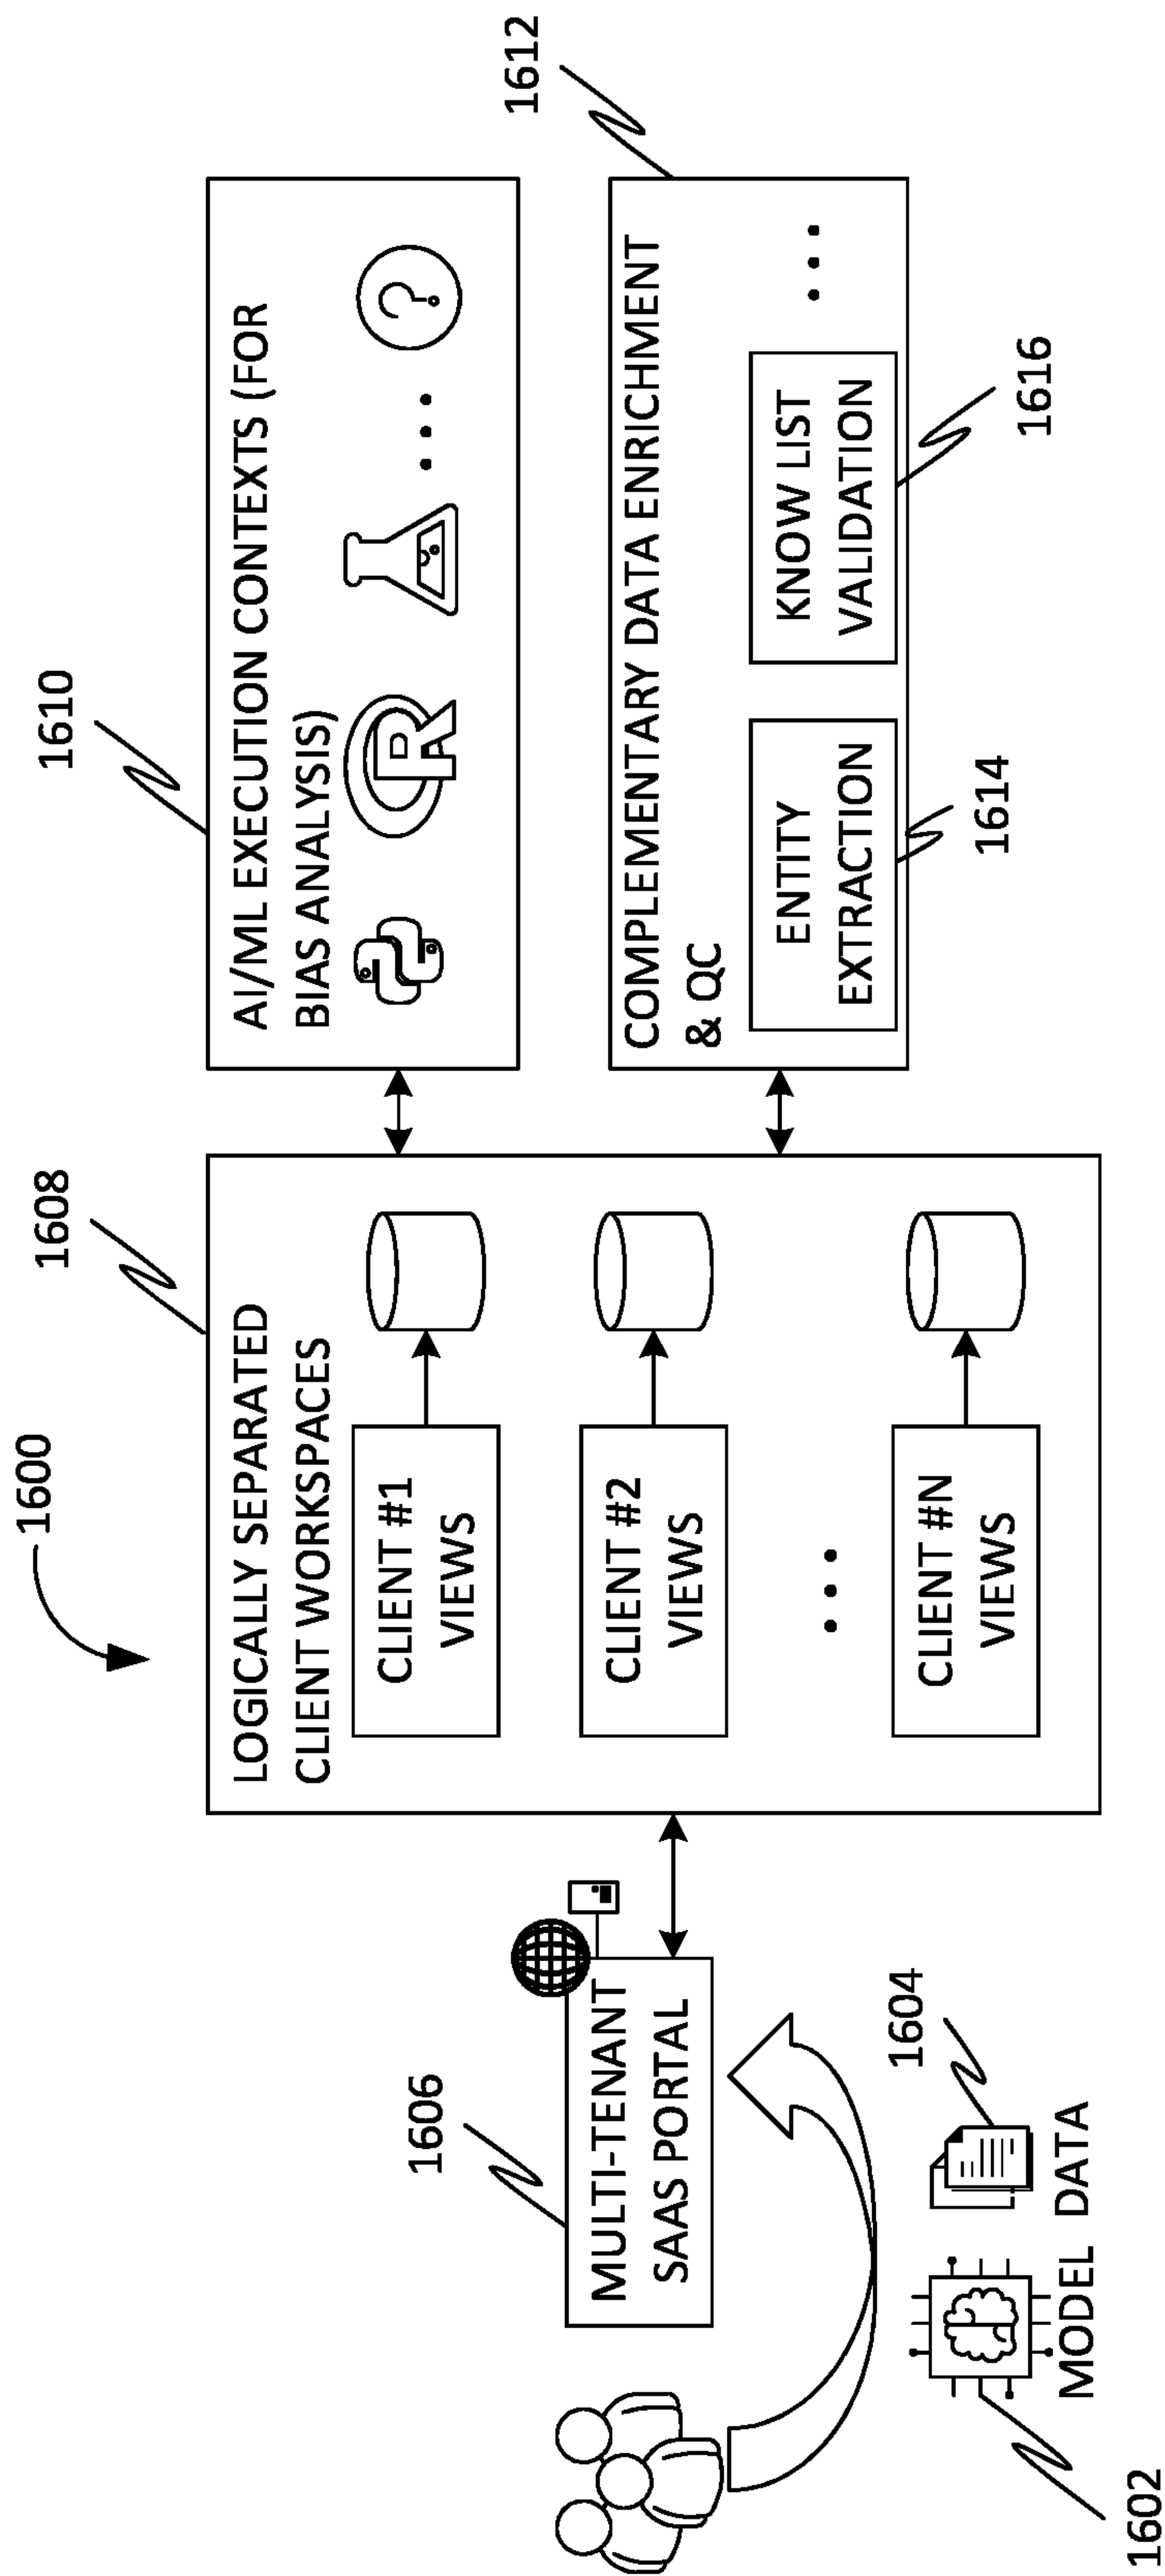 1600
1606
MULTI-TENANT
SAAS PORTAL
1604
MODEL DATA
1602
1608
LOGICALLY SEPARATED
CLIENT WORKSPACES
CLIENT #1
VIEWS
CLIENT #2
VIEWS
...
CLIENT #N
VIEWS
1610
AI/ML EXECUTION CONTEXTS (FOR
BIAS ANALYSIS)
R
...
?
1612
COMPLEMENTARY DATA ENRICHMENT
& QC
ENTITY
EXTRACTION
1614
KNOW LIST
VALIDATION
1616
...